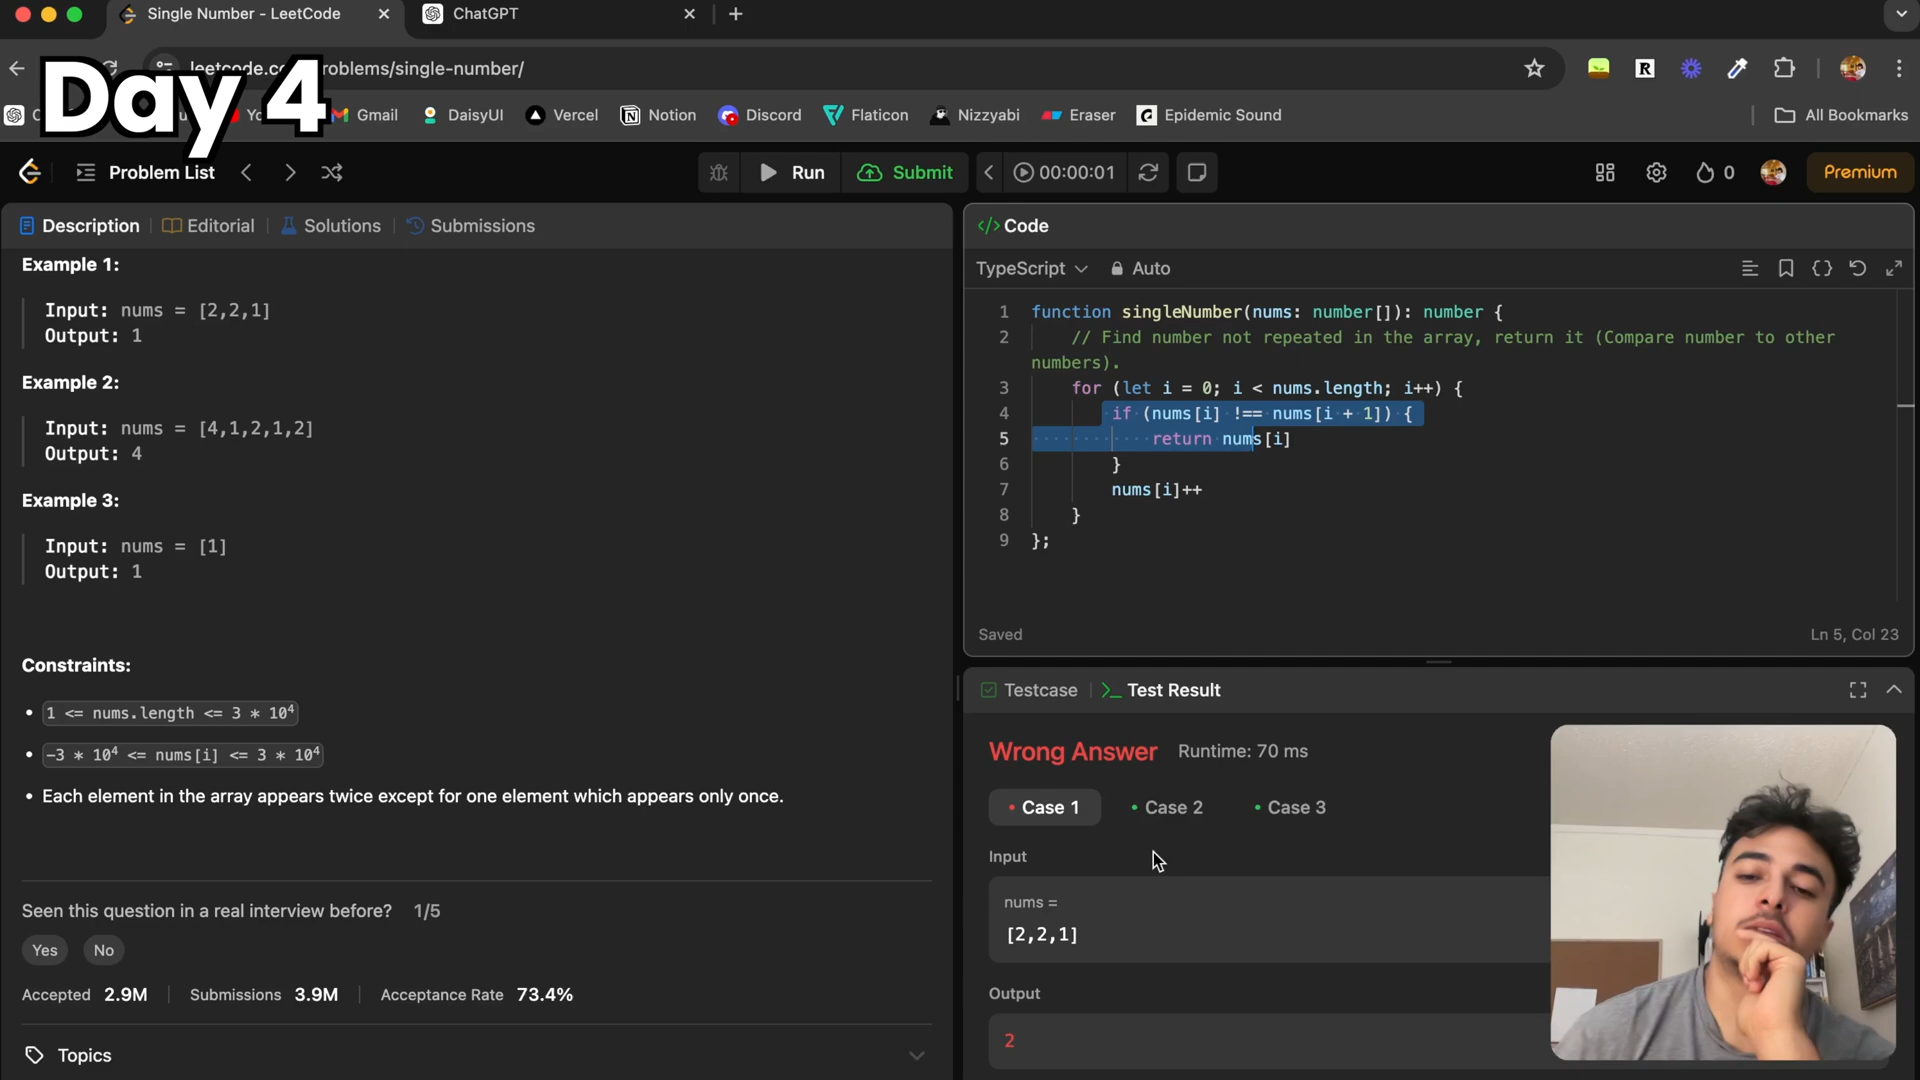 Single Number - LeetCode
ChatGPT
Day 4
leetcode.co
roblems/single-number/
Gmail
DaisyUI
Vercel
Notion
Discord
Flaticon
Nizzyabi
Eraser
Epidemic Sound
All Bookmarks
Problem List
Run
Submit
00:00:01
0
Premium
Description
Editorial
Solutions
Submissions
Example 1:
Input: nums = [2,2,1]
Output: 1
Example 2:
Input: nums = [4,1,2,1,2]
Output: 4
Example 3:
Input: nums = [1]
Output: 1
Constraints:
1 <= nums.length <= 3 * 10⁴
-3 * 10⁴ <= nums[i] <= 3 * 10⁴
Each element in the array appears twice except for one element which appears only once.
Seen this question in a real interview before? 1/5
Yes
No
Accepted 2.9M
Submissions 3.9M
Acceptance Rate 73.4%
Topics
</> Code
TypeScript
Auto
1 function singleNumber(nums: number[]): number {
2 // Find number not repeated in the array, return it (Compare number to other
numbers).
3 for (let i = 0; i < nums.length; i++) {
4 if (nums[i] !== nums[i + 1]) {
5 return nums[i]
6 }
7 nums[i]++
8 }
9 };
Saved
Ln 5, Col 23
Testcase
Test Result
Wrong Answer
Runtime: 70 ms
Case 1
Case 2
Case 3
Input
nums =
[2,2,1]
Output
2